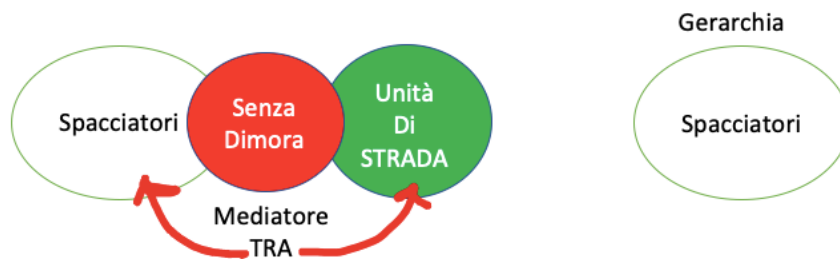 Gerarchia
Spacciatori
Senza
Dimora
Unità
Di
STRADA
Spacciatori
Mediatore
TRA